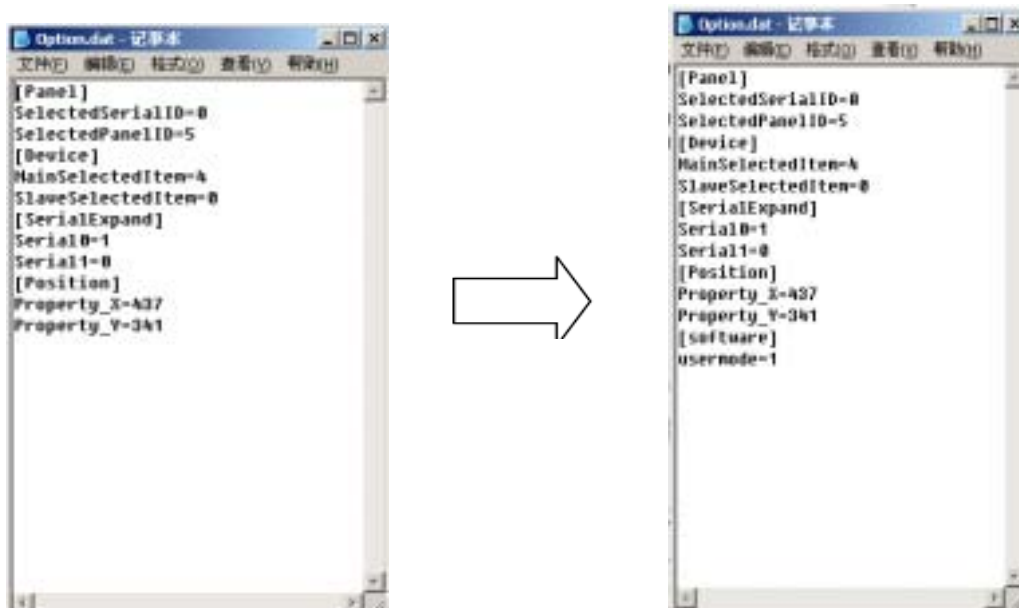 Option.dat - 记事本
文件(F) 编辑(E) 格式(O) 查看(V) 帮助(H)
[Panel]
SelectedSerialID=0
SelectedPanelID=5
[Device]
MainSelectedItem=4
SlaveSelectedItem=0
[SerialExpand]
Serial0=1
Serial1=0
[Position]
Property_X=437
Property_Y=341
Option.dat - 记事本
文件(F) 编辑(E) 格式(O) 查看(V) 帮助(H)
[Panel]
SelectedSerialID=0
SelectedPanelID=5
[Device]
MainSelectedItem=4
SlaveSelectedItem=0
[SerialExpand]
Serial0=1
Serial1=0
[Position]
Property_X=437
Property_Y=341
[software]
usermode=1